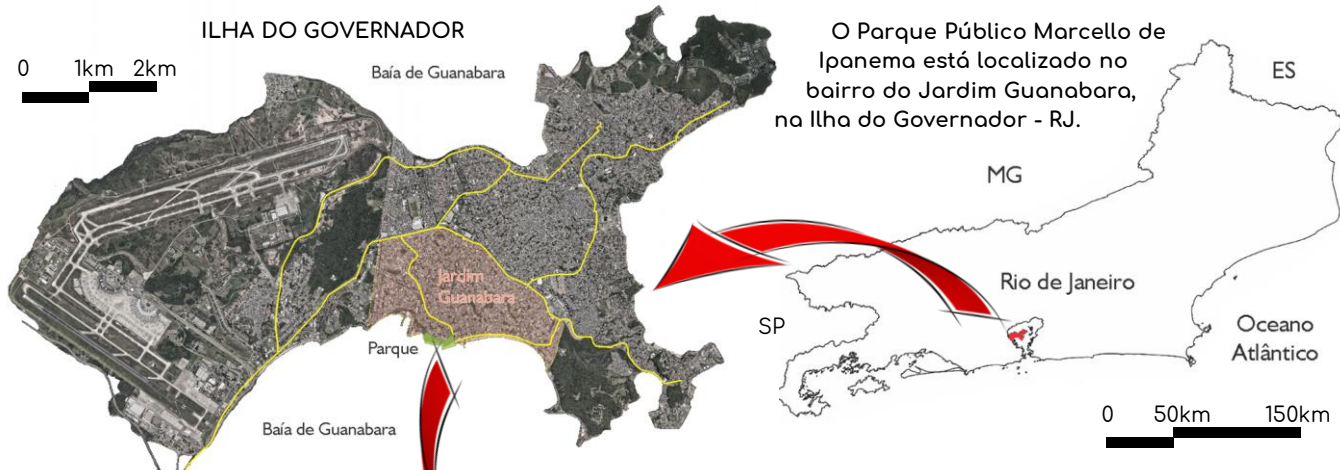 ILHA DO GOVERNADOR
0 1km 2km
Baía de Guanabara
O Parque Público Marcello de
Ipanema está localizado no
bairro do Jardim Guanabara,
na Ilha do Governador - RJ.
ES
MG
Jardim
Guanabara
Rio de Janeiro
SP
Oceano
Atlântico
Parque
Baía de Guanabara
0 50km 150km